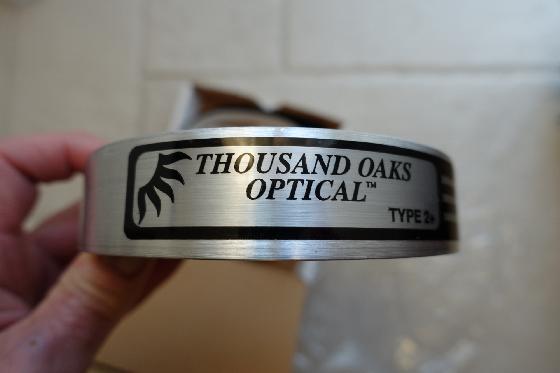 THOUSAND OAKS
OPTICAL™
TYPE 2+